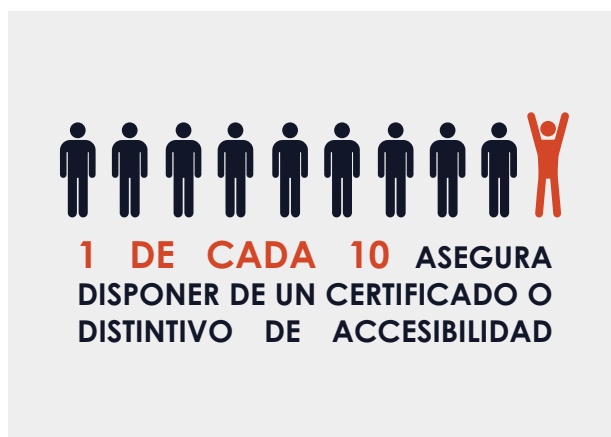 1 DE CADA 10 ASEGURA
DISPONER DE UN CERTIFICADO O
DISTINTIVO DE ACCESIBILIDAD